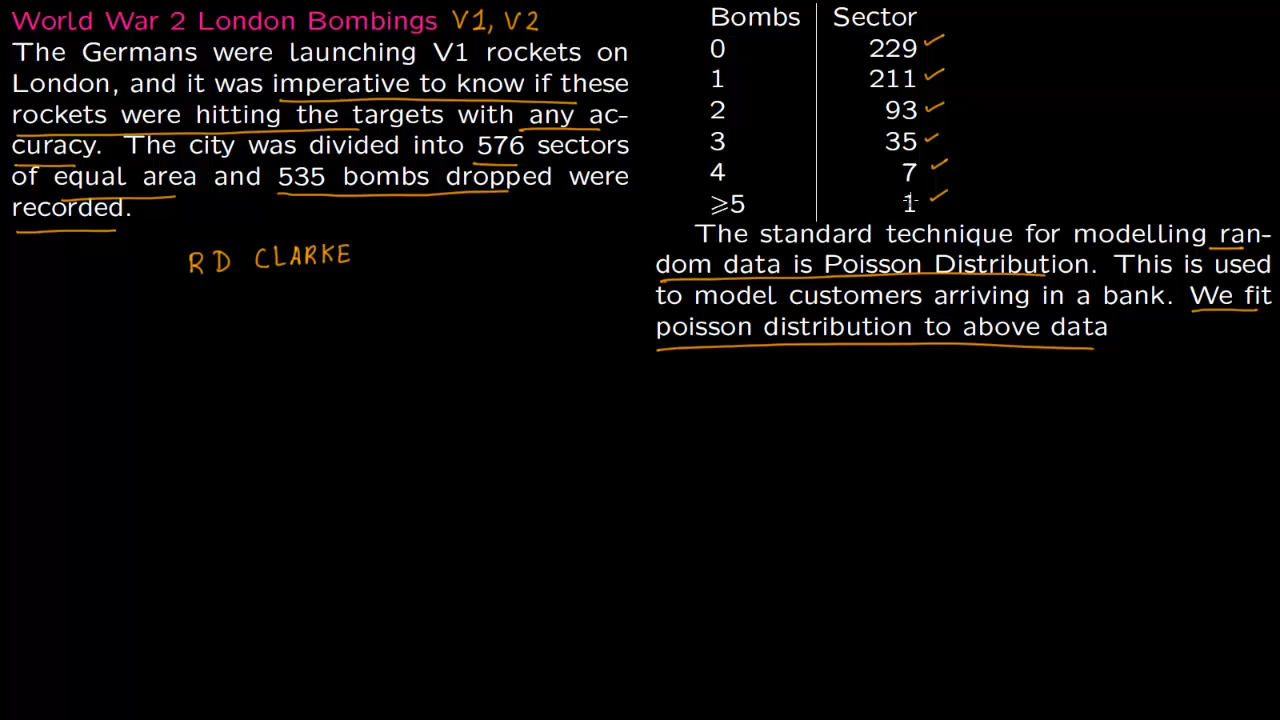 World War 2 London Bombings V1, V2
The Germans were launching V1 rockets on
London, and it was imperative to know if these
rockets were hitting the targets with any ac-
curacy. The city was divided into 576 sectors
of equal area and 535 bombs dropped were
recorded.
R D CLARKE
Bombs Sector
0 229
1 211
2 93
3 35
4 7
⩾5 1
The standard technique for modelling ran-
dom data is Poisson Distribution. This is used
to model customers arriving in a bank. We fit
poisson distribution to above data